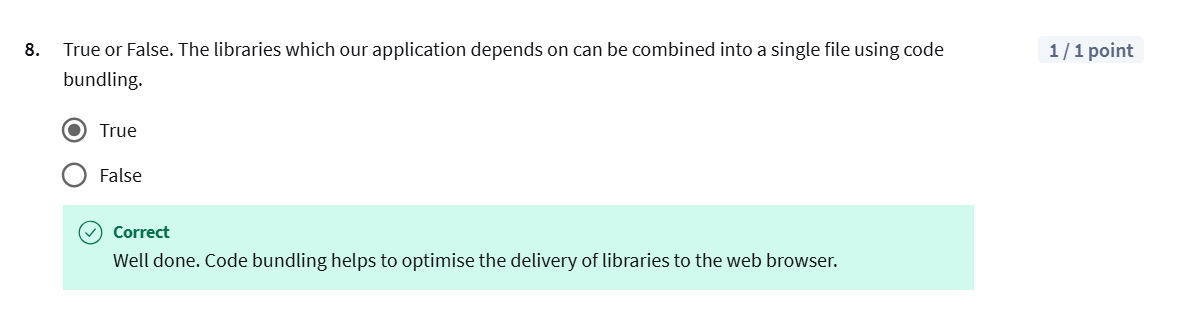 8. True or False. The libraries which our application depends on can be combined into a single file using code 1 / 1 point
bundling.
True
False
Correct
Well done. Code bundling helps to optimise the delivery of libraries to the web browser.